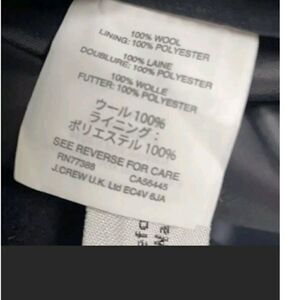 100% WOOL
LINING: 100% POLYESTER
100% LAINE
DOUBLURE: 100% POLYESTER
100% WOLLE
FUTTER: 100% POLYESTER
ウール 100%
ライニング：
ポリエステル 100%
SEE REVERSE FOR CARE
RN77388 CA56445
J.CREW U.K. Ltd EC4V 6JA